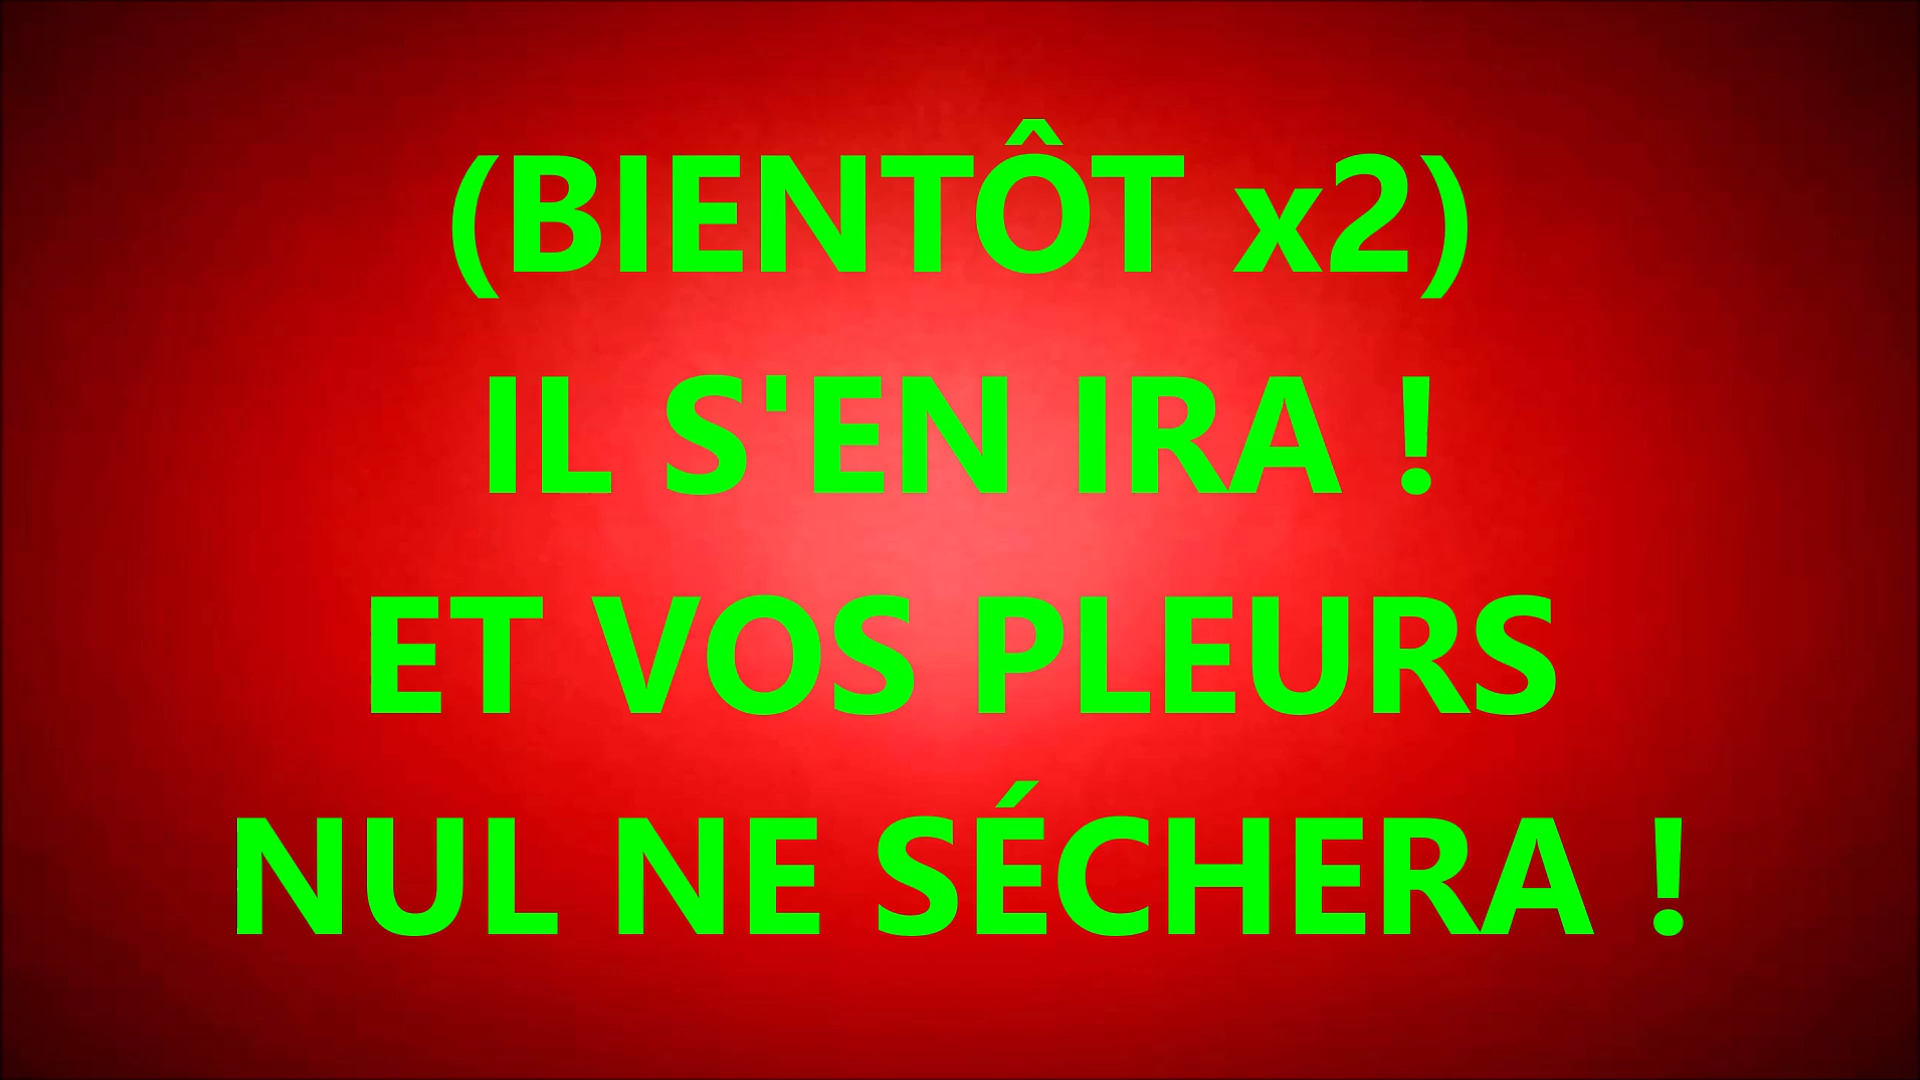 (BIENTÔT x2)
IL S'EN IRA !
ET VOS PLEURS
NUL NE SÉCHERA !